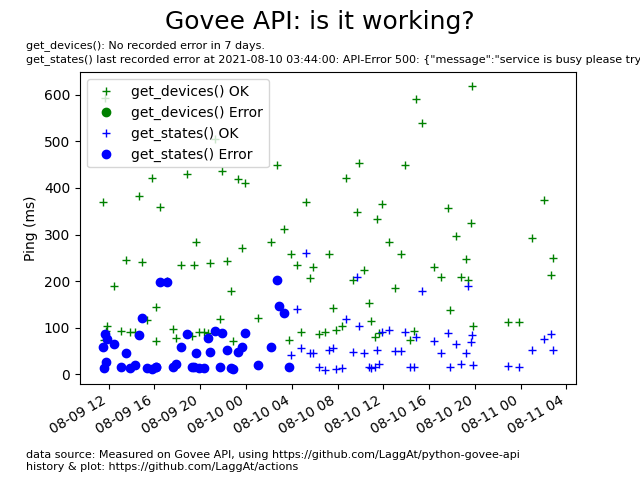 Govee API: is it working?
get_devices(): No recorded error in 7 days.
get_states() last recorded error at 2021-08-10 03:44:00: API-Error 500: {"message":"service is busy please try
get_devices() OK
get_devices() Error
get_states() OK
get_states() Error
Ping (ms)
600
500
400
300
200
100
0
08-09 12
08-09 16
08-09 20
08-10 00
08-10 04
08-10 08
08-10 12
08-10 16
08-10 20
08-11 00
08-11 04
data source: Measured on Govee API, using https://github.com/LaggAt/python-govee-api
history & plot: https://github.com/LaggAt/actions